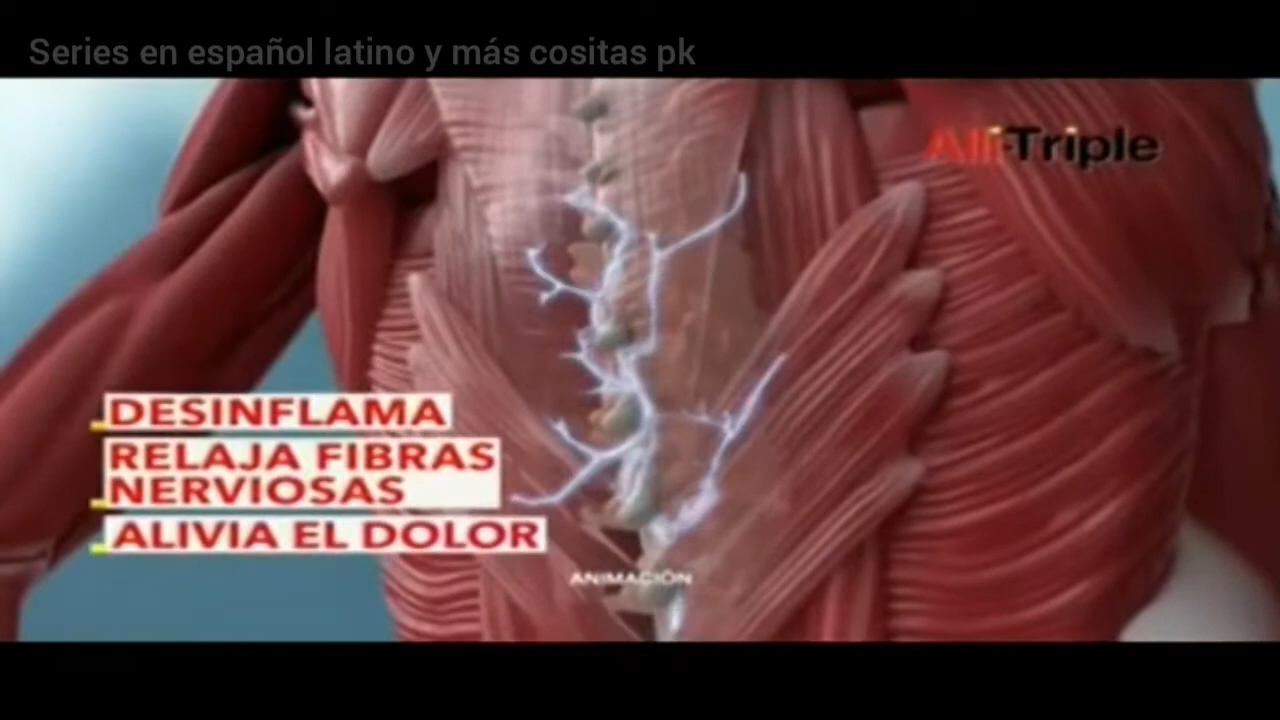 Series en español latino y más cositas pk
Alli-Triple
DESINFLAMA
RELAJA FIBRAS
NERVIOSAS
ALIVIA EL DOLOR
ANIMACIÓN